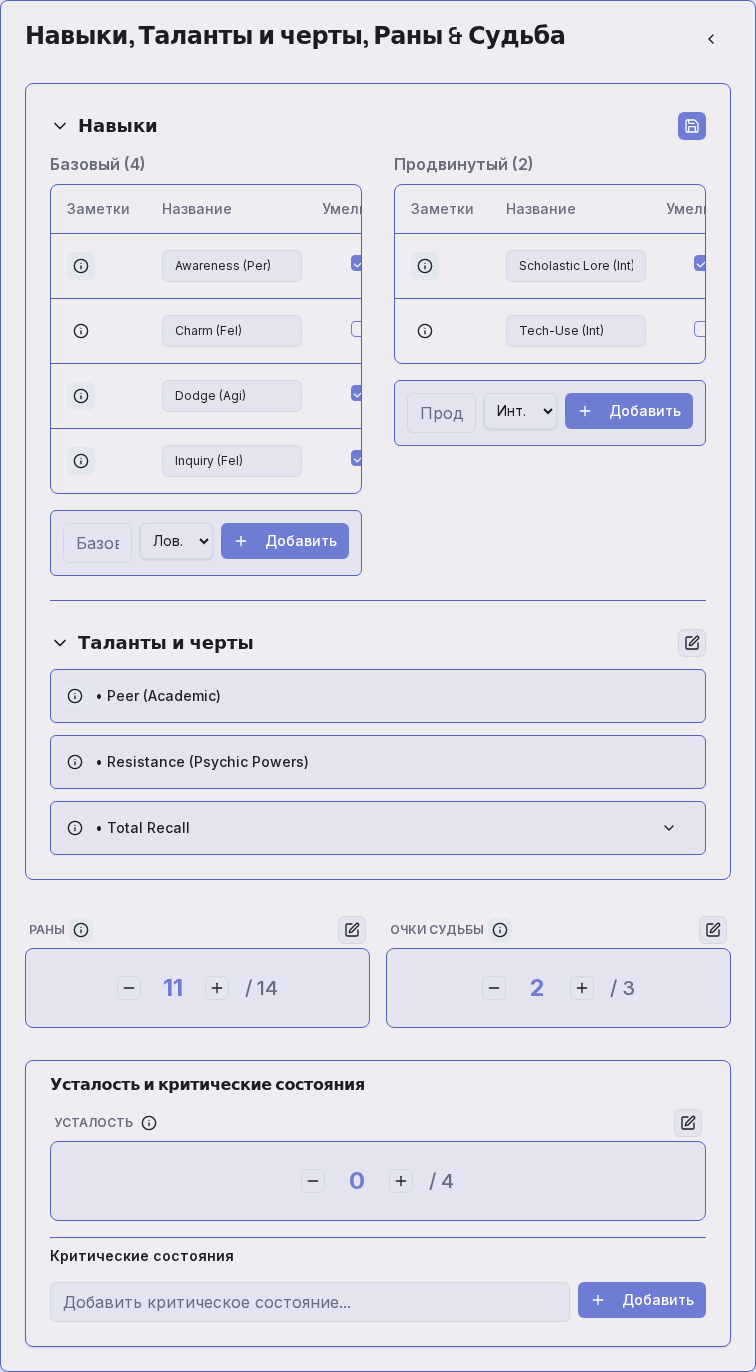 Навыки, Таланты и черты, Раны & Судьба
Навыки
Базовый (4)
Заметки Название
Awareness (Per)
Charm (Fel)
Dodge (Agi)
Inquiry (Fel)
Лов. Добавить
Продвинутый (2)
Заметки Название
Scholastic Lore (Int)
Tech-Use (Int)
Прод Инт. Добавить
Таланты и черты
• Peer (Academic)
• Resistance (Psychic Powers)
• Total Recall
РАНЫ
11 / 14
ОЧКИ СУДЬБЫ
2 / 3
Усталость и критические состояния
УСТАЛОСТЬ
0 / 4
Критические состояния
Добавить критическое состояние... Добавить